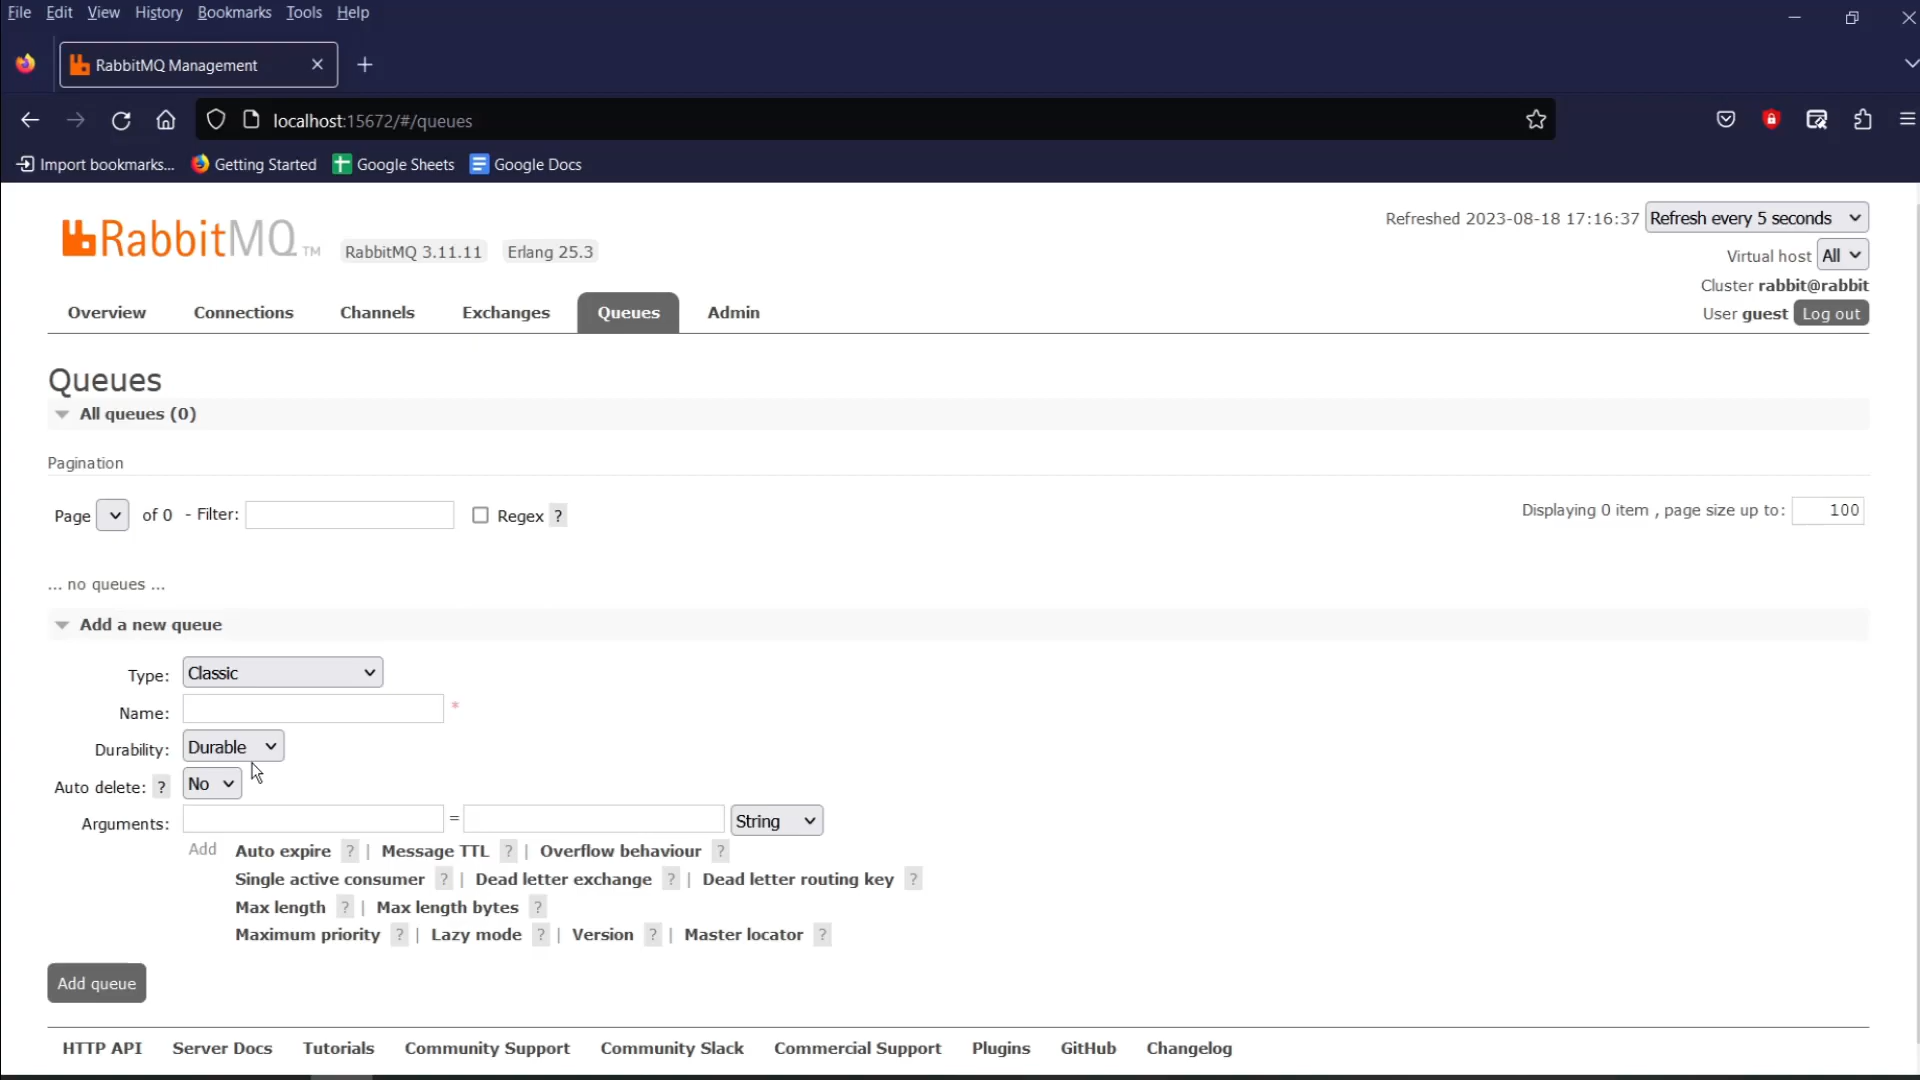 File Edit View History Bookmarks Tools Help
RabbitMQ Management
localhost:15672/#/queues
Import bookmarks... Getting Started Google Sheets Google Docs
RabbitMQ TM RabbitMQ 3.11.11 Erlang 25.3
Refreshed 2023-08-18 17:16:37 Refresh every 5 seconds
Virtual host All
Cluster rabbit@rabbit
User guest Log out
Overview Connections Channels Exchanges Queues Admin
Queues
All queues (0)
Pagination
Page of 0 - Filter: Regex ? Displaying 0 item , page size up to: 100
... no queues ...
Add a new queue
Type: Classic
Name: *
Durability: Durable
Auto delete: ? No
Arguments: = String
Add Auto expire ? | Message TTL ? | Overflow behaviour ?
Single active consumer ? | Dead letter exchange ? | Dead letter routing key ?
Max length ? | Max length bytes ?
Maximum priority ? | Lazy mode ? | Version ? | Master locator ?
Add queue
HTTP API Server Docs Tutorials Community Support Community Slack Commercial Support Plugins GitHub Changelog